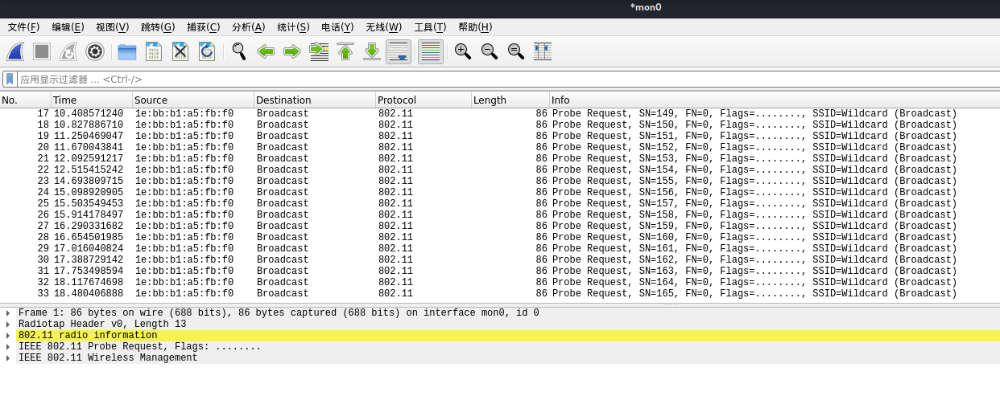 *mon0
文件(F) 编辑(E) 视图(V) 跳转(G) 捕获(C) 分析(A) 统计(S) 电话(Y) 无线(W) 工具(T) 帮助(H)
应用显示过滤器 … <Ctrl-/>
No. Time Source Destination Protocol Length Info
17 10.408571240 1e:bb:b1:a5:fb:f0 Broadcast 802.11 86 Probe Request, SN=149, FN=0, Flags=........, SSID=Wildcard (Broadcast)
18 10.827886710 1e:bb:b1:a5:fb:f0 Broadcast 802.11 86 Probe Request, SN=150, FN=0, Flags=........, SSID=Wildcard (Broadcast)
19 11.250469047 1e:bb:b1:a5:fb:f0 Broadcast 802.11 86 Probe Request, SN=151, FN=0, Flags=........, SSID=Wildcard (Broadcast)
20 11.670043841 1e:bb:b1:a5:fb:f0 Broadcast 802.11 86 Probe Request, SN=152, FN=0, Flags=........, SSID=Wildcard (Broadcast)
21 12.092591217 1e:bb:b1:a5:fb:f0 Broadcast 802.11 86 Probe Request, SN=153, FN=0, Flags=........, SSID=Wildcard (Broadcast)
22 12.515415242 1e:bb:b1:a5:fb:f0 Broadcast 802.11 86 Probe Request, SN=154, FN=0, Flags=........, SSID=Wildcard (Broadcast)
23 14.693809715 1e:bb:b1:a5:fb:f0 Broadcast 802.11 86 Probe Request, SN=155, FN=0, Flags=........, SSID=Wildcard (Broadcast)
24 15.098920905 1e:bb:b1:a5:fb:f0 Broadcast 802.11 86 Probe Request, SN=156, FN=0, Flags=........, SSID=Wildcard (Broadcast)
25 15.503549453 1e:bb:b1:a5:fb:f0 Broadcast 802.11 86 Probe Request, SN=157, FN=0, Flags=........, SSID=Wildcard (Broadcast)
26 15.914178497 1e:bb:b1:a5:fb:f0 Broadcast 802.11 86 Probe Request, SN=158, FN=0, Flags=........, SSID=Wildcard (Broadcast)
27 16.290331682 1e:bb:b1:a5:fb:f0 Broadcast 802.11 86 Probe Request, SN=159, FN=0, Flags=........, SSID=Wildcard (Broadcast)
28 16.654501985 1e:bb:b1:a5:fb:f0 Broadcast 802.11 86 Probe Request, SN=160, FN=0, Flags=........, SSID=Wildcard (Broadcast)
29 17.016040824 1e:bb:b1:a5:fb:f0 Broadcast 802.11 86 Probe Request, SN=161, FN=0, Flags=........, SSID=Wildcard (Broadcast)
30 17.388729142 1e:bb:b1:a5:fb:f0 Broadcast 802.11 86 Probe Request, SN=162, FN=0, Flags=........, SSID=Wildcard (Broadcast)
31 17.753498594 1e:bb:b1:a5:fb:f0 Broadcast 802.11 86 Probe Request, SN=163, FN=0, Flags=........, SSID=Wildcard (Broadcast)
32 18.117674698 1e:bb:b1:a5:fb:f0 Broadcast 802.11 86 Probe Request, SN=164, FN=0, Flags=........, SSID=Wildcard (Broadcast)
33 18.480406888 1e:bb:b1:a5:fb:f0 Broadcast 802.11 86 Probe Request, SN=165, FN=0, Flags=........, SSID=Wildcard (Broadcast)
Frame 1: 86 bytes on wire (688 bits), 86 bytes captured (688 bits) on interface mon0, id 0
Radiotap Header v0, Length 13
802.11 radio information
IEEE 802.11 Probe Request, Flags: ........
IEEE 802.11 Wireless Management